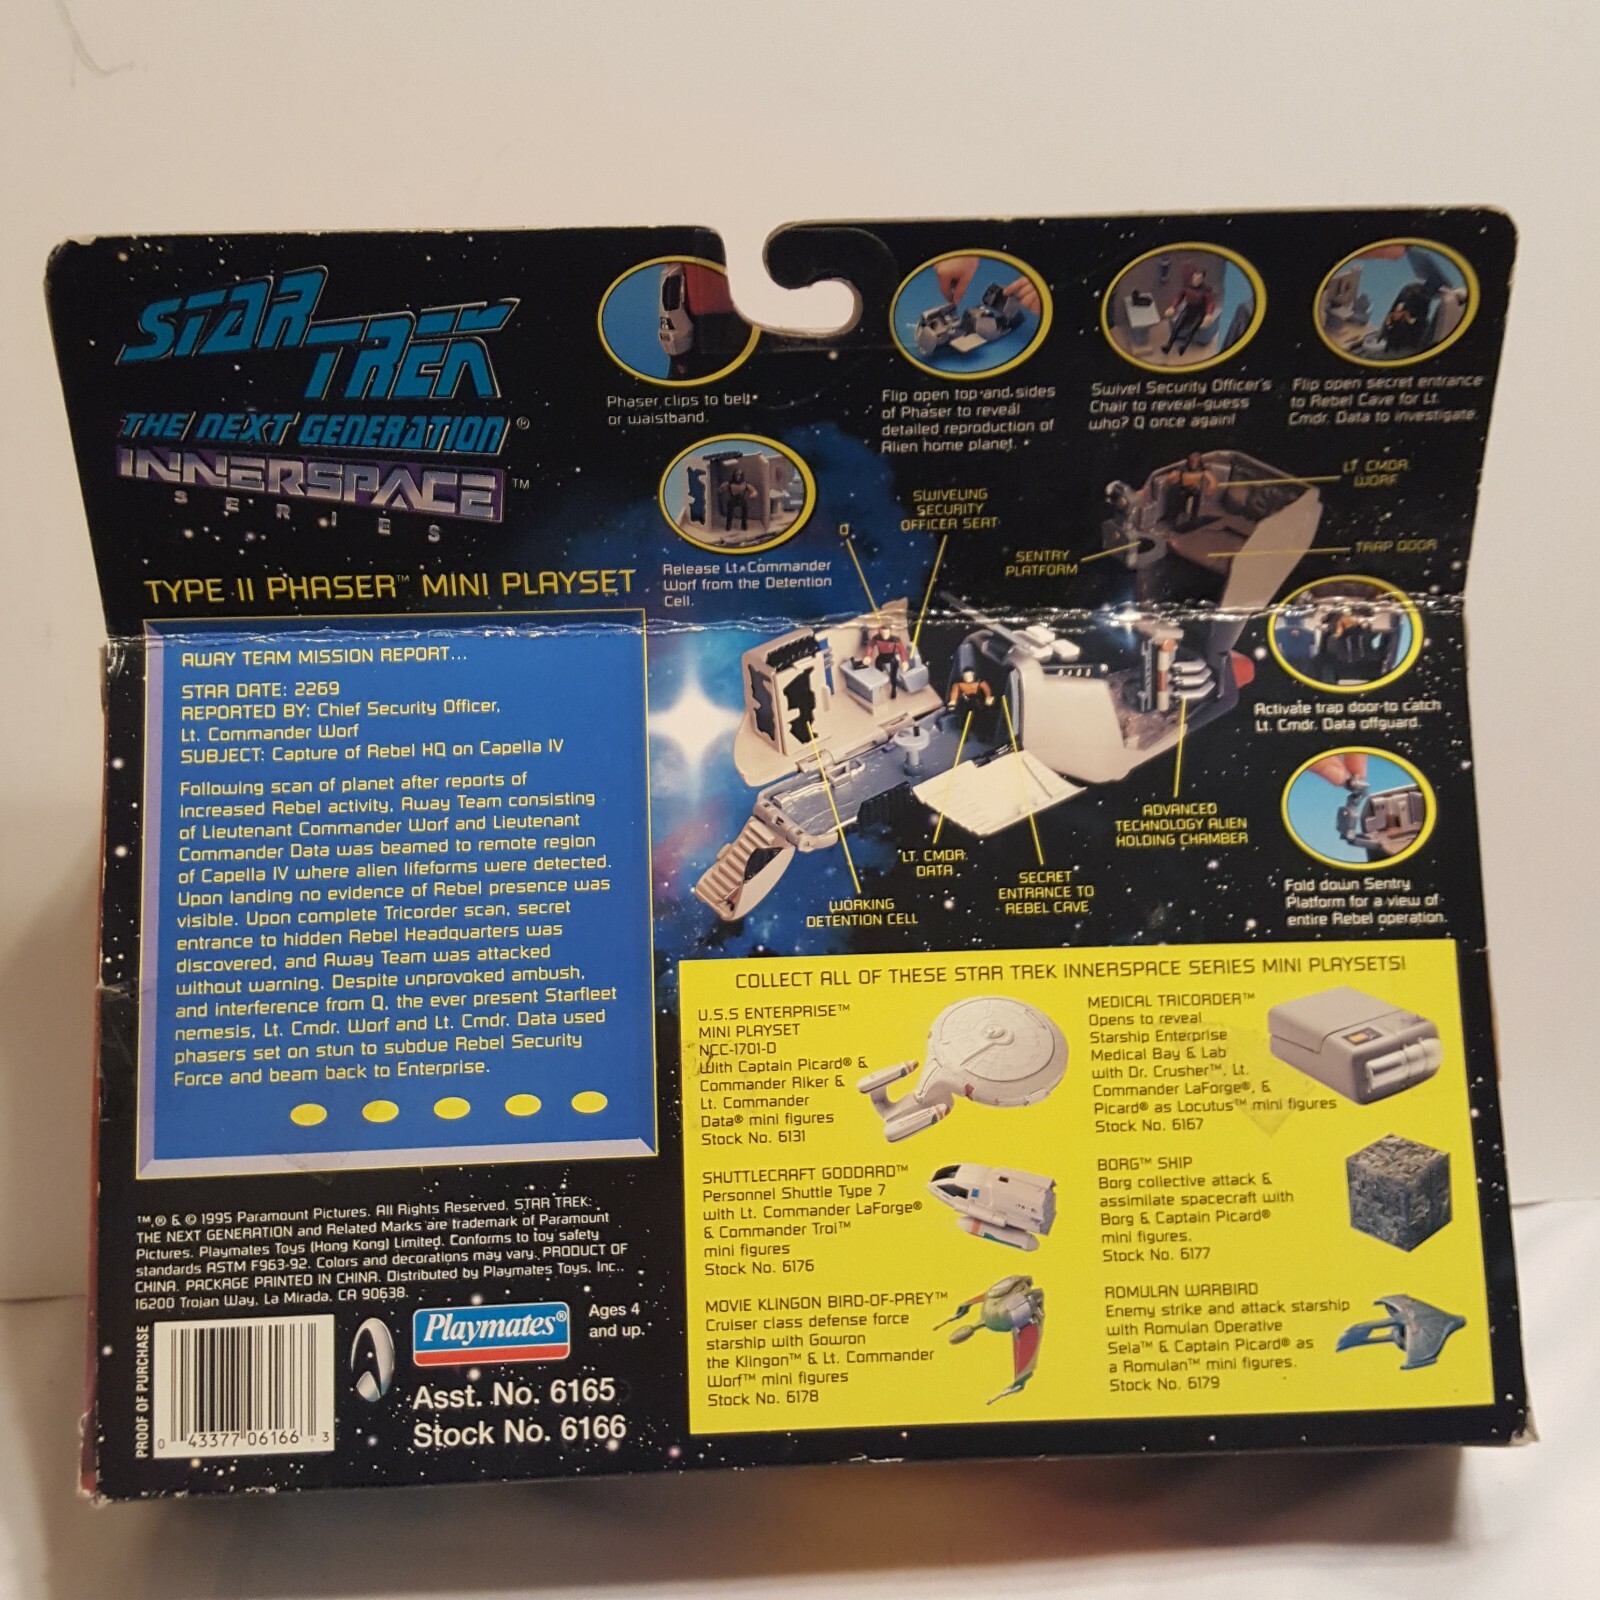 STAR TREK
THE NEXT GENERATION®
INNERSPACE™
SERIES
TYPE II PHASER™ MINI PLAYSET
AWAY TEAM MISSION REPORT...
STAR DATE: 2269
REPORTED BY: Chief Security Officer,
Lt. Commander Worf
SUBJECT: Capture of Rebel HQ on Capella IV
Following scan of planet after reports of
increased Rebel activity, Away Team consisting
of Lieutenant Commander Worf and Lieutenant
Commander Data was beamed to remote region
of Capella IV where alien lifeforms were detected.
Upon landing no evidence of Rebel presence was
visible. Upon complete Tricorder scan, secret
entrance to hidden Rebel Headquarters was
discovered, and Away Team was attacked
without warning. Despite unprovoked ambush,
and interference from Q, the ever present Starfleet
nemesis, Lt. Cmdr. Worf and Lt. Cmdr. Data used
phasers set on stun to subdue Rebel Security
Force and beam back to Enterprise.
Phaser clips to belt
or waistband.
Flip open top and sides
of Phaser to reveal
detailed reproduction of
Alien home planet.
Swivel Security Officer's
Chair to reveal-guess
who? Q once again!
Flip open secret entrance
to Rebel Cave for Lt.
Cmdr. Data to investigate.
Release Lt. Commander
Worf from the Detention
Cell.
Q
SWIVELING
SECURITY
OFFICER SEAT
SENTRY
PLATFORM
LT. CMDR.
WORF
TRAP DOOR
Activate trap door to catch
Lt. Cmdr. Data offguard.
ADVANCED
TECHNOLOGY ALIEN
HOLDING CHAMBER
LT. CMDR.
DATA
SECRET
ENTRANCE TO
REBEL CAVE
WORKING
DETENTION CELL
Fold down Sentry
Platform for a view of
entire Rebel operation.
COLLECT ALL OF THESE STAR TREK INNERSPACE SERIES MINI PLAYSETS!
U.S.S ENTERPRISE™
MINI PLAYSET
NCC-1701-D
With Captain Picard® &
Commander Riker &
Lt. Commander
Data® mini figures
Stock No. 6131
SHUTTLECRAFT GODDARD™
Personnel Shuttle Type 7
with Lt. Commander LaForge®
& Commander Troi™
mini figures
Stock No. 6176
MOVIE KLINGON BIRD-OF-PREY™
Cruiser class defense force
starship with Gowron
the Klingon™ & Lt. Commander
Worf™ mini figures
Stock No. 6178
MEDICAL TRICORDER™
Opens to reveal
Starship Enterprise
Medical Bay & Lab
with Dr. Crusher™, Lt.
Commander LaForge®, &
Picard® as Locutus™ mini figures
Stock No. 6167
BORG™ SHIP
Borg collective attack &
assimilate spacecraft with
Borg & Captain Picard®
mini figures.
Stock No. 6177
ROMULAN WARBIRD
Enemy strike and attack starship
with Romulan Operative
Sela™ & Captain Picard® as
a Romulan™ mini figures.
Stock No. 6179
™,® & © 1995 Paramount Pictures. All Rights Reserved. STAR TREK:
THE NEXT GENERATION and Related Marks are trademark of Paramount
Pictures. Playmates Toys (Hong Kong) Limited. Conforms to toy safety
standards ASTM F963-92. Colors and decorations may vary. PRODUCT OF
CHINA. PACKAGE PRINTED IN CHINA. Distributed by Playmates Toys, Inc.,
16200 Trojan Way, La Mirada, CA 90638.
PROOF OF PURCHASE
0 43377 06166 3
Playmates®
Ages 4
and up.
Asst. No. 6165
Stock No. 6166